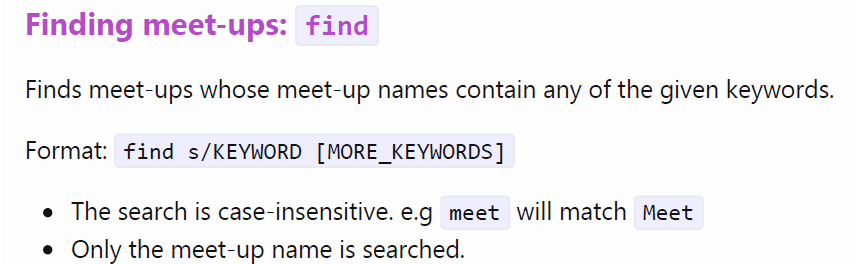 Finding meet-ups: find
Finds meet-ups whose meet-up names contain any of the given keywords.
Format: find s/KEYWORD [MORE_KEYWORDS]
• The search is case-insensitive. e.g meet will match Meet
• Only the meet-up name is searched.